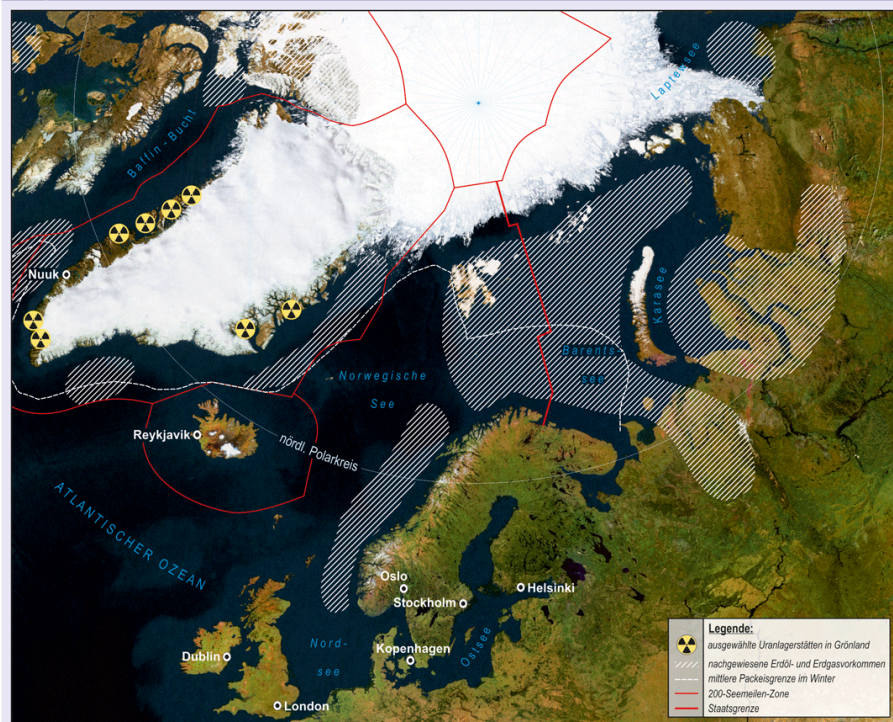 Laptewsee
Baffin-Bucht
Nuuk
Karasee
Barents-
see
Norwegische
See
Reykjavik
nördl. Polarkreis
ATLANTISCHER OZEAN
Oslo
Stockholm
Helsinki
Nord-
see
Kopenhagen
Ostsee
Dublin
London
Legende:
ausgewählte Uranlagerstätten in Grönland
nachgewiesene Erdöl- und Erdgasvorkommen
mittlere Packeisgrenze im Winter
200-Seemeilen-Zone
Staatsgrenze